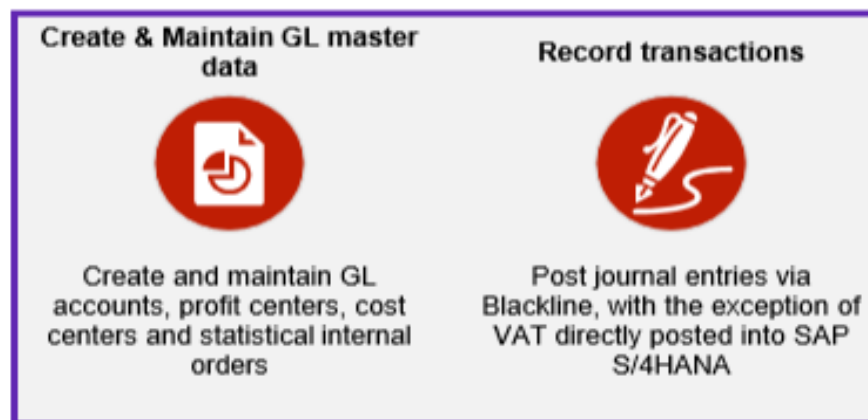 Create & Maintain GL master
data
Create and maintain GL
accounts, profit centers, cost
centers and statistical internal
orders
Record transactions
Post journal entries via
Blackline, with the exception of
VAT directly posted into SAP
S/4HANA